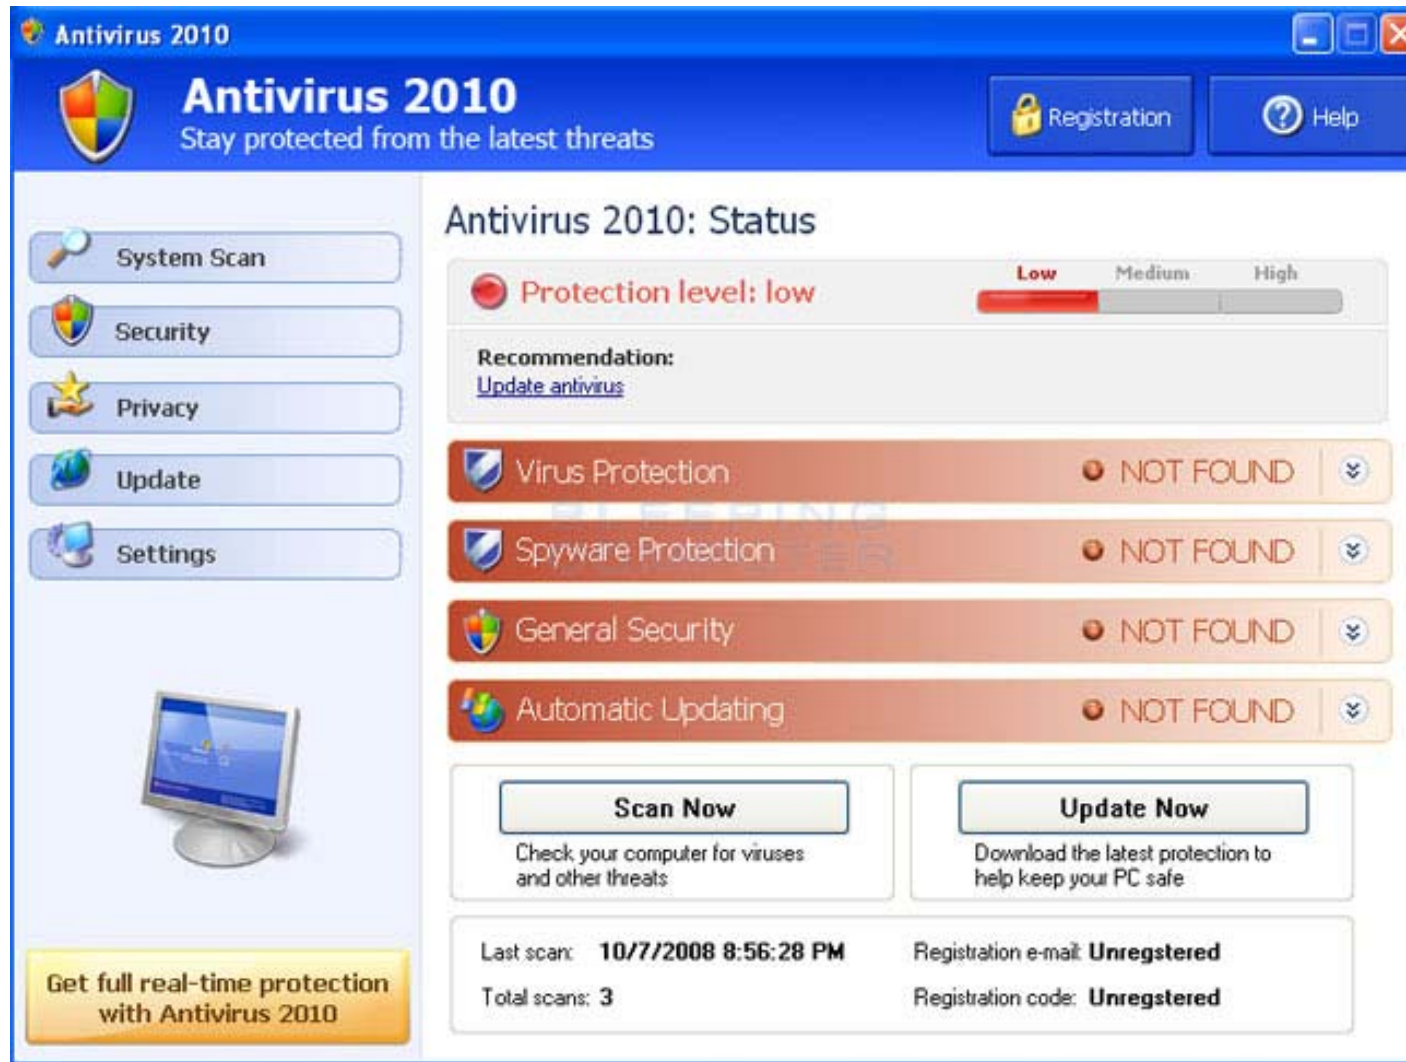 Antivirus 2010
Antivirus 2010
Stay protected from the latest threats
Registration
Help
System Scan
Security
Privacy
Update
Settings
Get full real-time protection
with Antivirus 2010
Antivirus 2010: Status
Protection level: low
Low Medium High
Recommendation:
Update antivirus
Virus Protection NOT FOUND
BLEEPING
Spyware Protection NOT FOUND
COMPUTER
General Security NOT FOUND
Automatic Updating NOT FOUND
Scan Now
Check your computer for viruses
and other threats
Update Now
Download the latest protection to
help keep your PC safe
Last scan: 10/7/2008 8:56:28 PM
Registration e-mail: Unregstered
Total scans: 3
Registration code: Unregstered